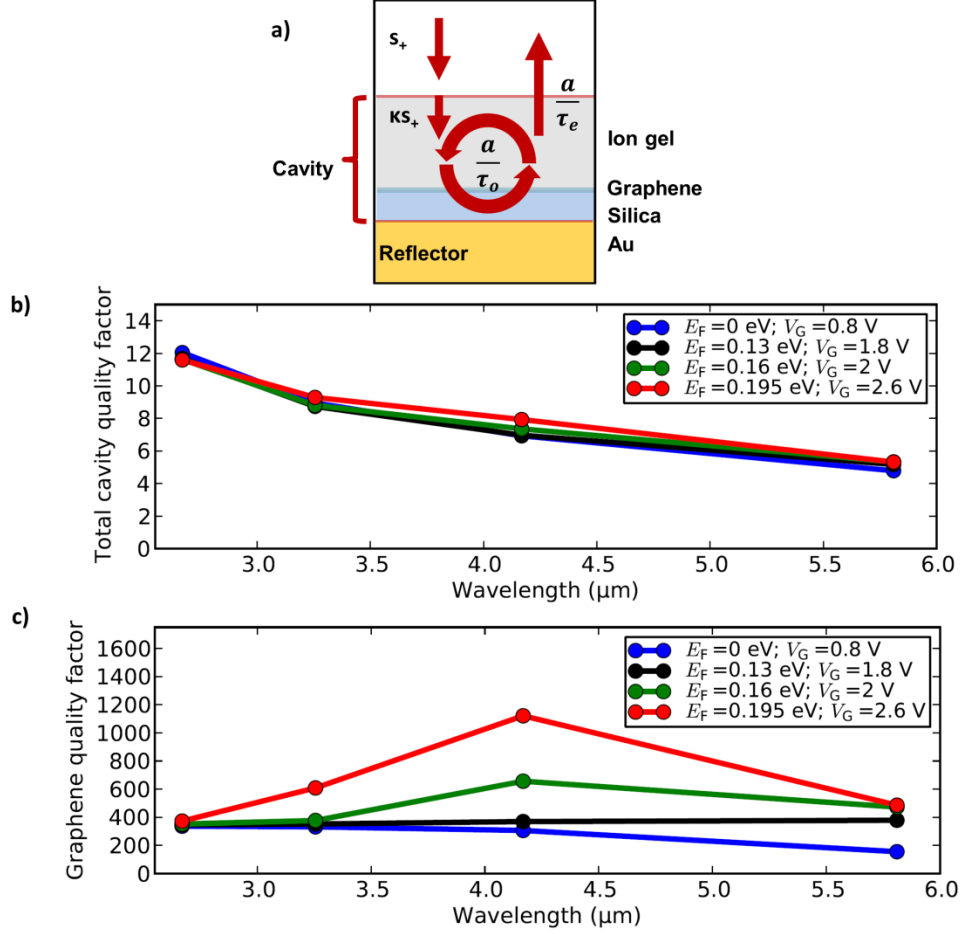 a)
S+
KS+
a
τe
a
τo
Cavity
Ion gel
Graphene
Silica
Au
Reflector
b)
Total cavity quality factor
14
12
10
8
6
4
2
0
3.0 3.5 4.0 4.5 5.0 5.5 6.0
Wavelength (μm)
EF=0 eV; VG=0.8 V
EF=0.13 eV; VG=1.8 V
EF=0.16 eV; VG=2 V
EF=0.195 eV; VG=2.6 V
c)
Graphene quality factor
1600
1400
1200
1000
800
600
400
200
0
3.0 3.5 4.0 4.5 5.0 5.5 6.0
Wavelength (μm)
EF=0 eV; VG=0.8 V
EF=0.13 eV; VG=1.8 V
EF=0.16 eV; VG=2 V
EF=0.195 eV; VG=2.6 V